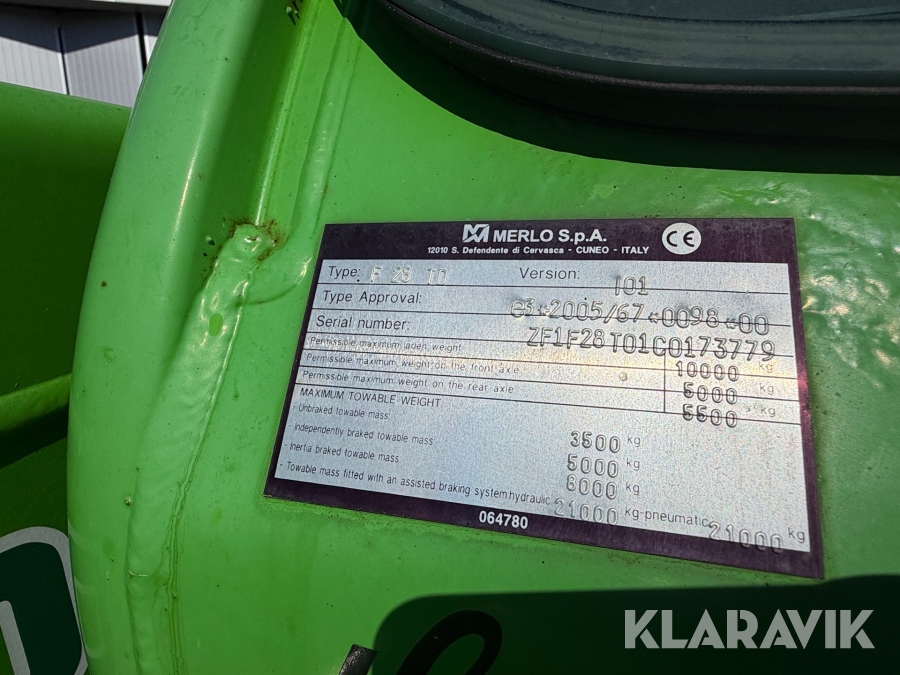 MERLO S.p.A.
12010 S. Defendente di Cervasca - CUNEO - ITALY
CE
Type: F 28 TD Version: I01
Type Approval: e3*2005/67*0098*00
Serial number: ZF1F28T01C0173779
Permissible maximum laden weight 10000 kg
Permissible maximum weight on the front axle 5000 kg
Permissible maximum weight on the rear axle 5500 kg
MAXIMUM TOWABLE WEIGHT
- Unbraked towable mass: 3500 kg
- Independently braked towable mass 5000 kg
- Inertia braked towable mass 6000 kg
- Towable mass fitted with an assisted braking system:hydraulic 21000 kg-pneumatic 21000 kg
064780
KLARAVIK